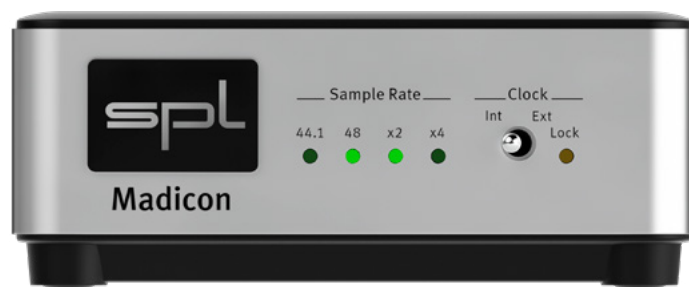 spl
Madicon
Sample Rate
44.1 48 x2 x4
Clock
Int Ext
Lock